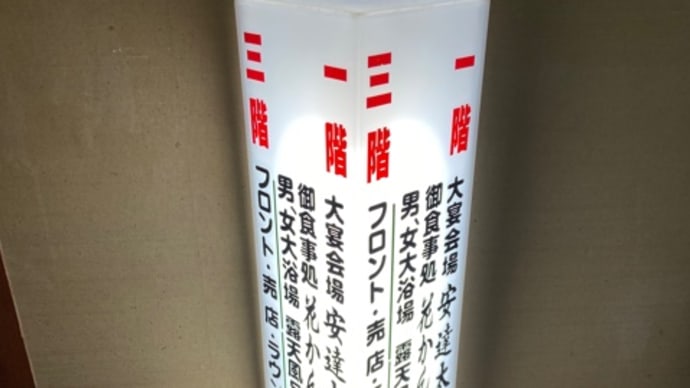 一階
大宴会場 安達
御食事処 花かん
男、女大浴場 露天風
三階
フロント・売店・ラウ
一階
大宴会場 安達太
御食事処 花かん
男、女大浴場 露天
三階
フロント・売店・